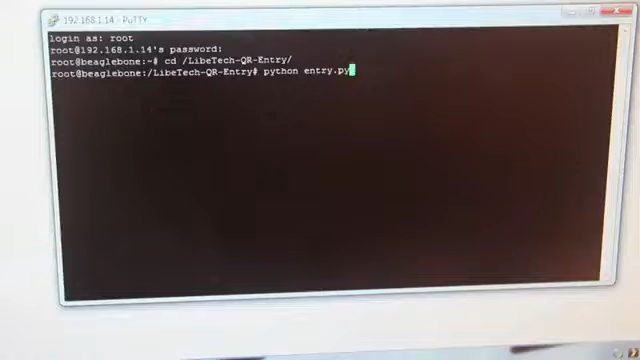 192.168.1.14 - PuTTY
login as: root
root@192.168.1.14's password:
root@beaglebone:~# cd /LibeTech-QR-Entry/
root@beaglebone:/LibeTech-QR-Entry# python entry.py